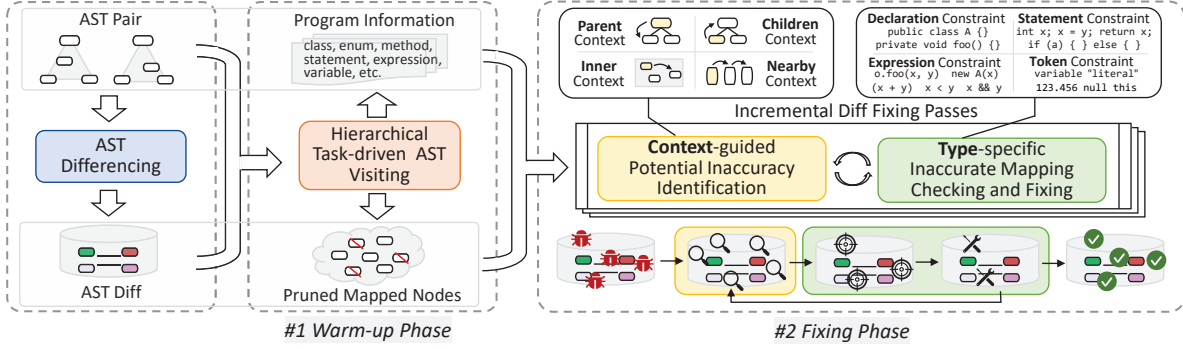 AST Pair
AST
Differencing
AST Diff
Program Information
class, enum, method,
statement, expression,
variable, etc.
Hierarchical
Task-driven AST
Visiting
Pruned Mapped Nodes
#1 Warm-up Phase
Parent
Context
Children
Context
Inner
Context
Nearby
Context
Declaration Constraint
public class A {}
private void foo() {}
Statement Constraint
int x; x = y; return x;
if (a) { } else { }
Expression Constraint
o.foo(x, y) new A(x)
(x + y) x < y x && y
Token Constraint
variable "literal"
123.456 null this
Incremental Diff Fixing Passes
Context-guided
Potential Inaccuracy
Identification
Type-specific
Inaccurate Mapping
Checking and Fixing
#2 Fixing Phase